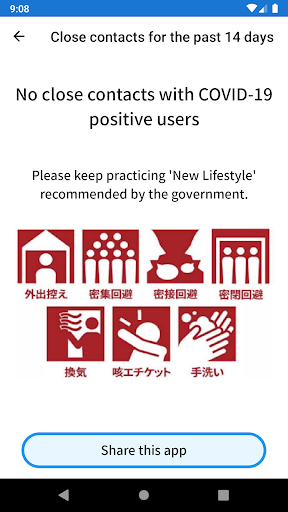 9:08
Close contacts for the past 14 days
No close contacts with COVID-19
positive users
Please keep practicing 'New Lifestyle'
recommended by the government.
外出控え 密集回避 密接回避 密閉回避
換気 咳エチケット 手洗い
Share this app